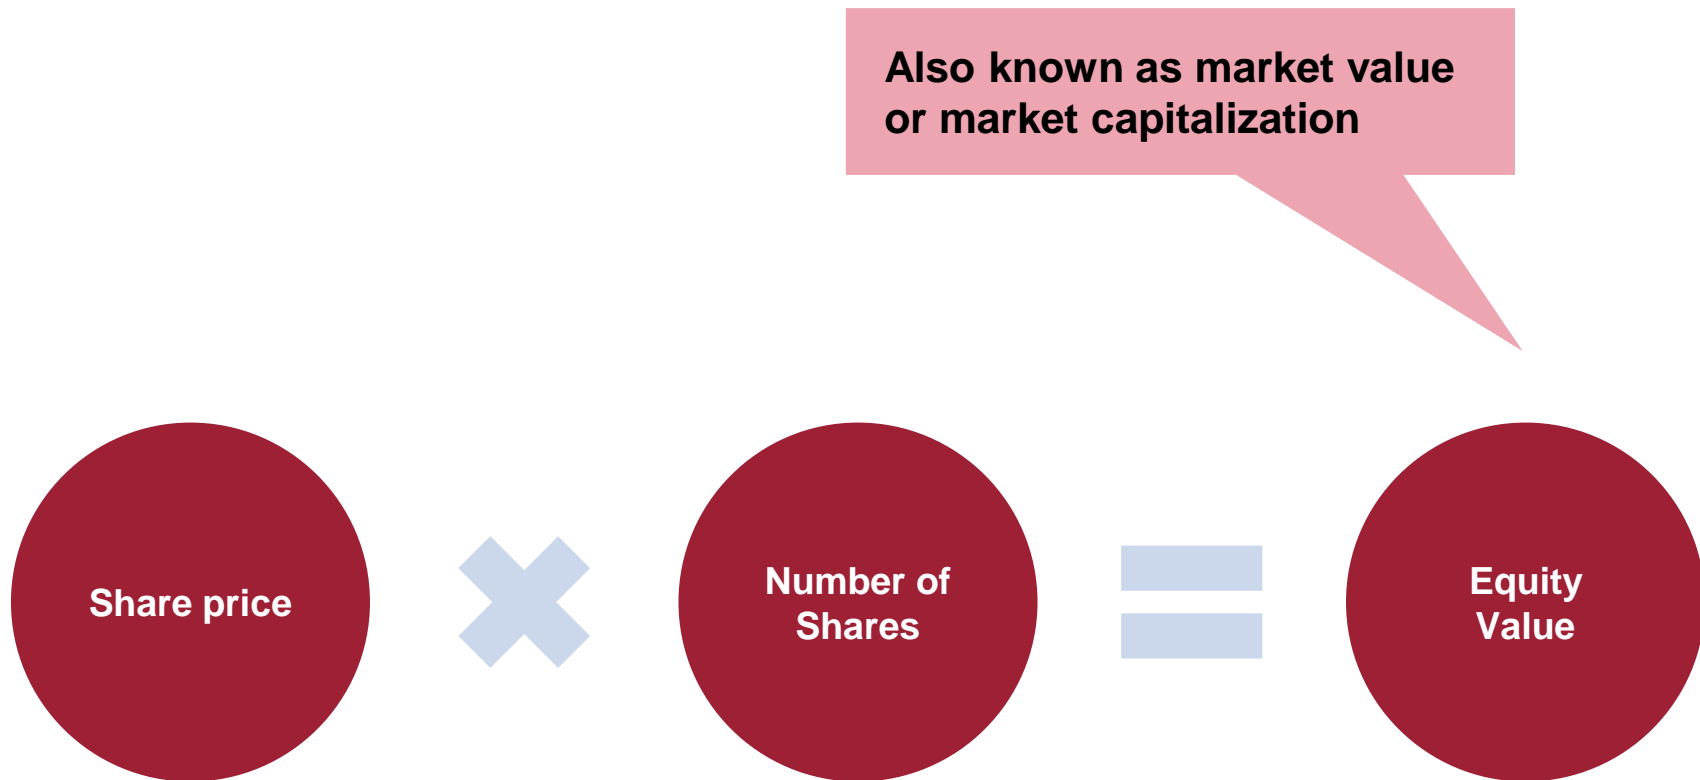 Also known as market value
or market capitalization
Share price
Number of
Shares
Equity
Value